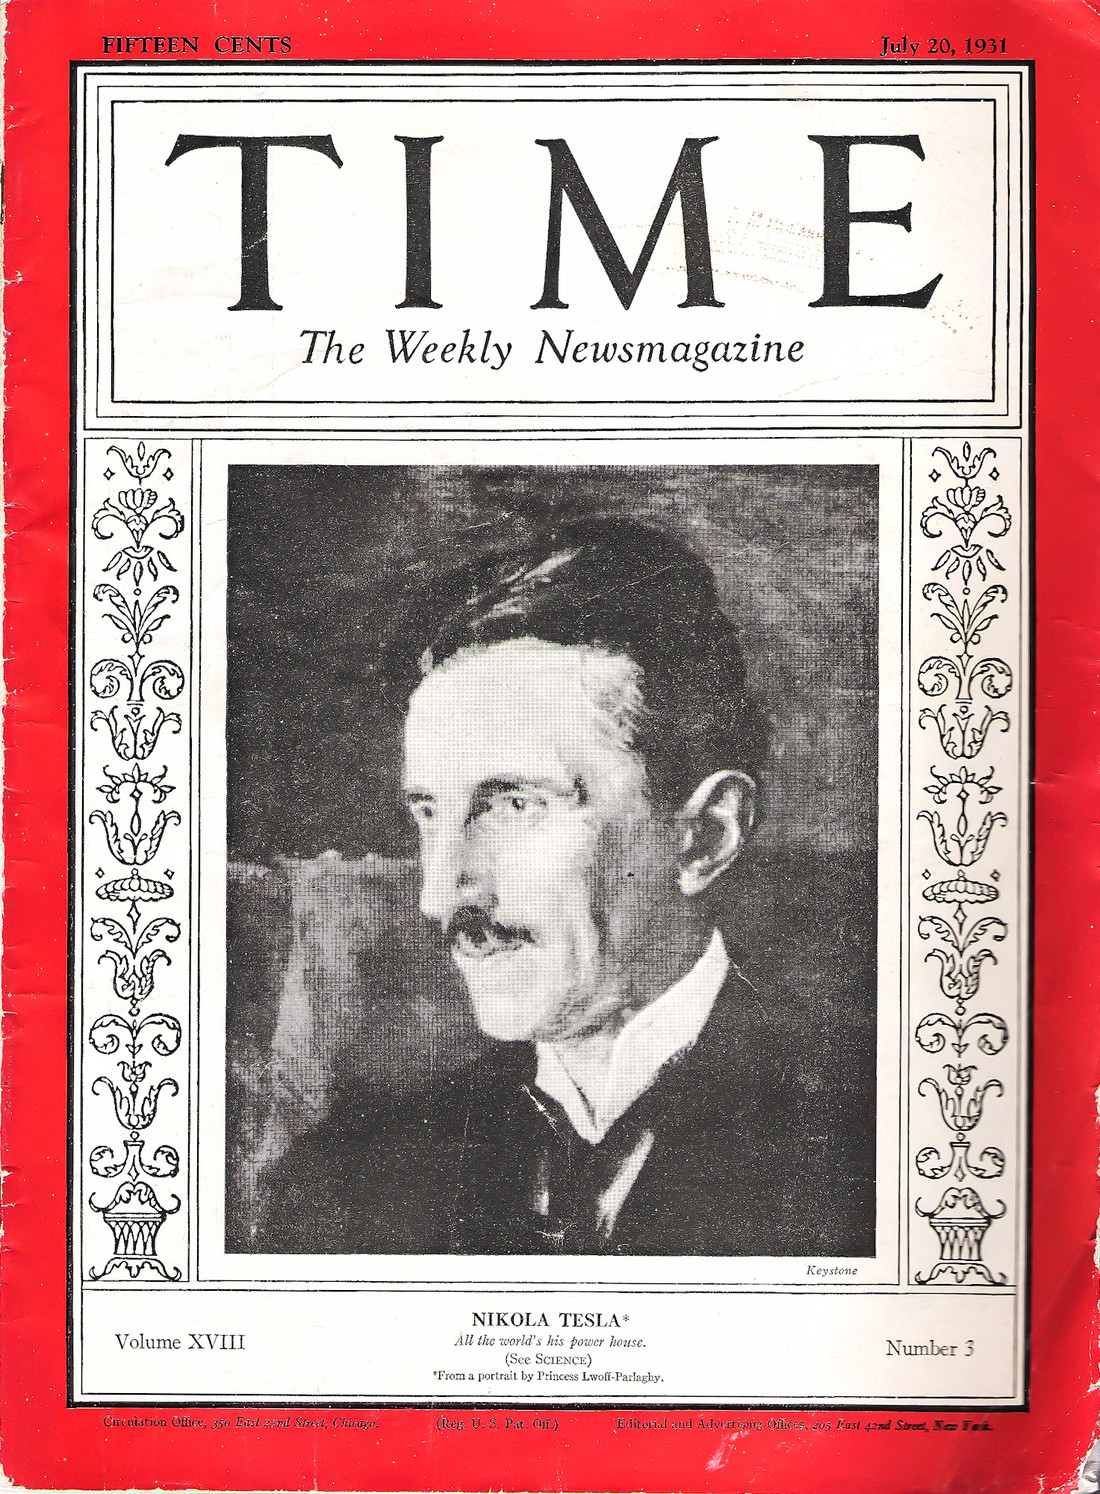 FIFTEEN CENTS
July 20, 1931
TIME
The Weekly Newsmagazine
Keystone
NIKOLA TESLA*
All the world's his power house.
(See SCIENCE)
*From a portrait by Princess Lwoff-Parlaghy.
Volume XVIII
Number 3
Circulation Office, 350 East 22nd Street, Chicago.
(Reg. U. S. Pat. Off.)
Editorial and Advertising Offices, 205 East 42nd Street, New York.